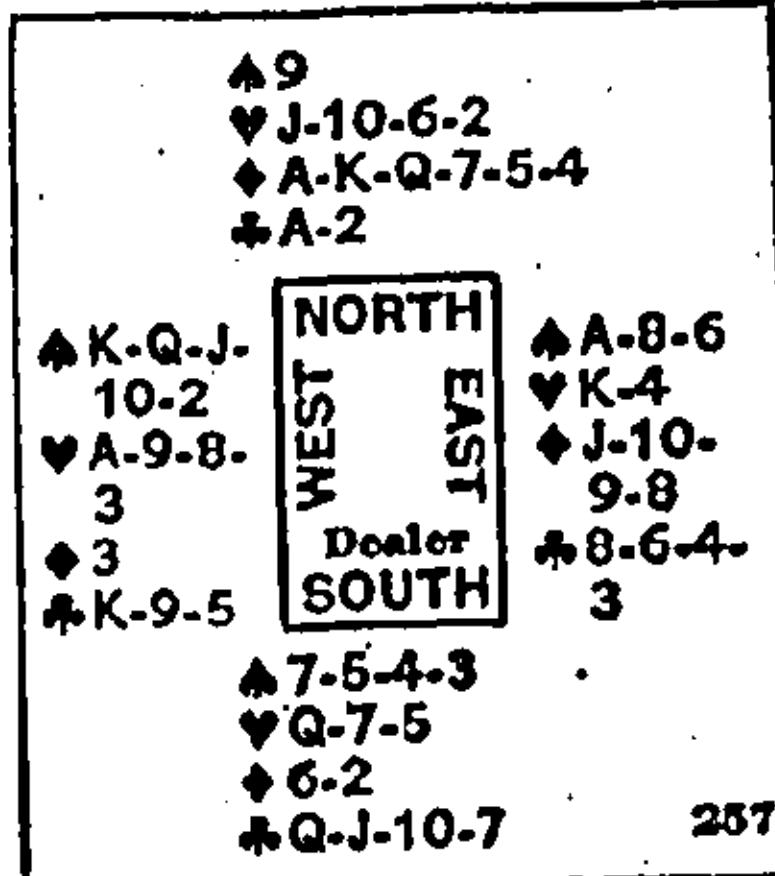 ♠ 9
♥ J-10-6-2
♦ A-K-Q-7-5-4
♣ A-2
♠ K-Q-J-
10-2
♥ A-9-8-
3
♦ 3
♣ K-9-5
NORTH
WEST
EAST
Dealer
SOUTH
♠ A-8-6
♥ K-4
♦ J-10-
9-8
♣ 8-6-4-
3
♠ 7-5-4-3
♥ Q-7-5
♦ 6-2
♣ Q-J-10-7
257